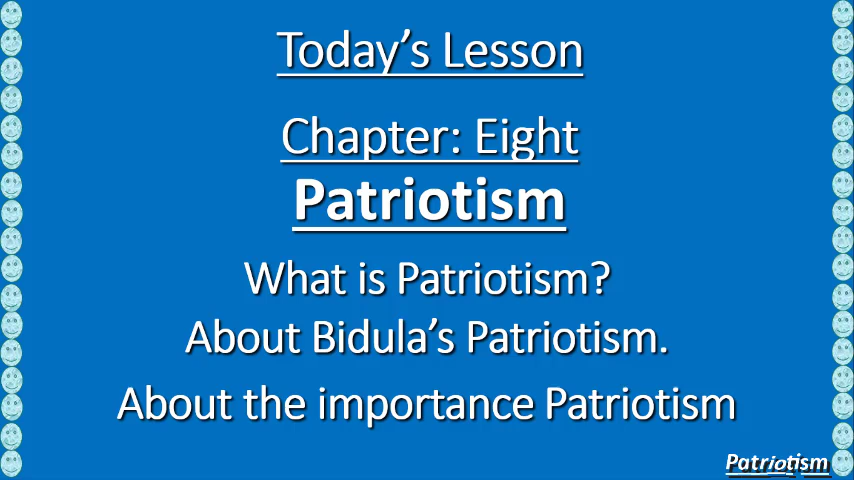 Today’s Lesson
Chapter: Eight
Patriotism
What is Patriotism?
About Bidula’s Patriotism.
About the importance Patriotism
Patriotism